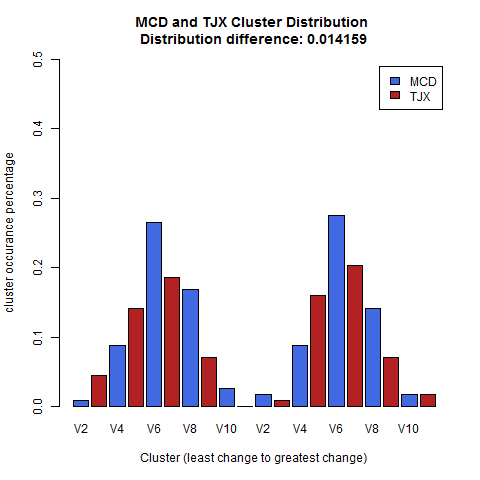 MCD and TJX Cluster Distribution
Distribution difference: 0.014159
MCD
TJX
cluster occurance percentage
0.5
0.4
0.3
0.2
0.1
0.0
V2 V4 V6 V8 V10 V2 V4 V6 V8 V10
Cluster (least change to greatest change)